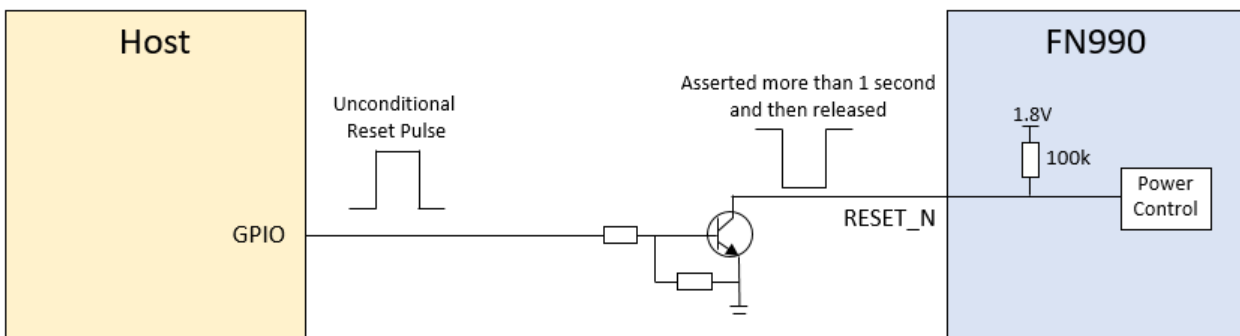 Host
FN990
Unconditional
Reset Pulse
Asserted more than 1 second
and then released
1.8V
100k
Power
Control
RESET_N
GPIO